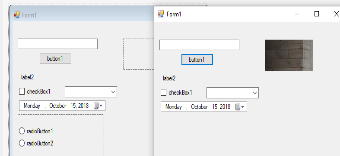 Form1
button1
label2
checkBox1
Monday , October 15, 2018
radioButton1
radioButton2
Form1
button1
label2
checkBox1
Monday , October 15, 2018